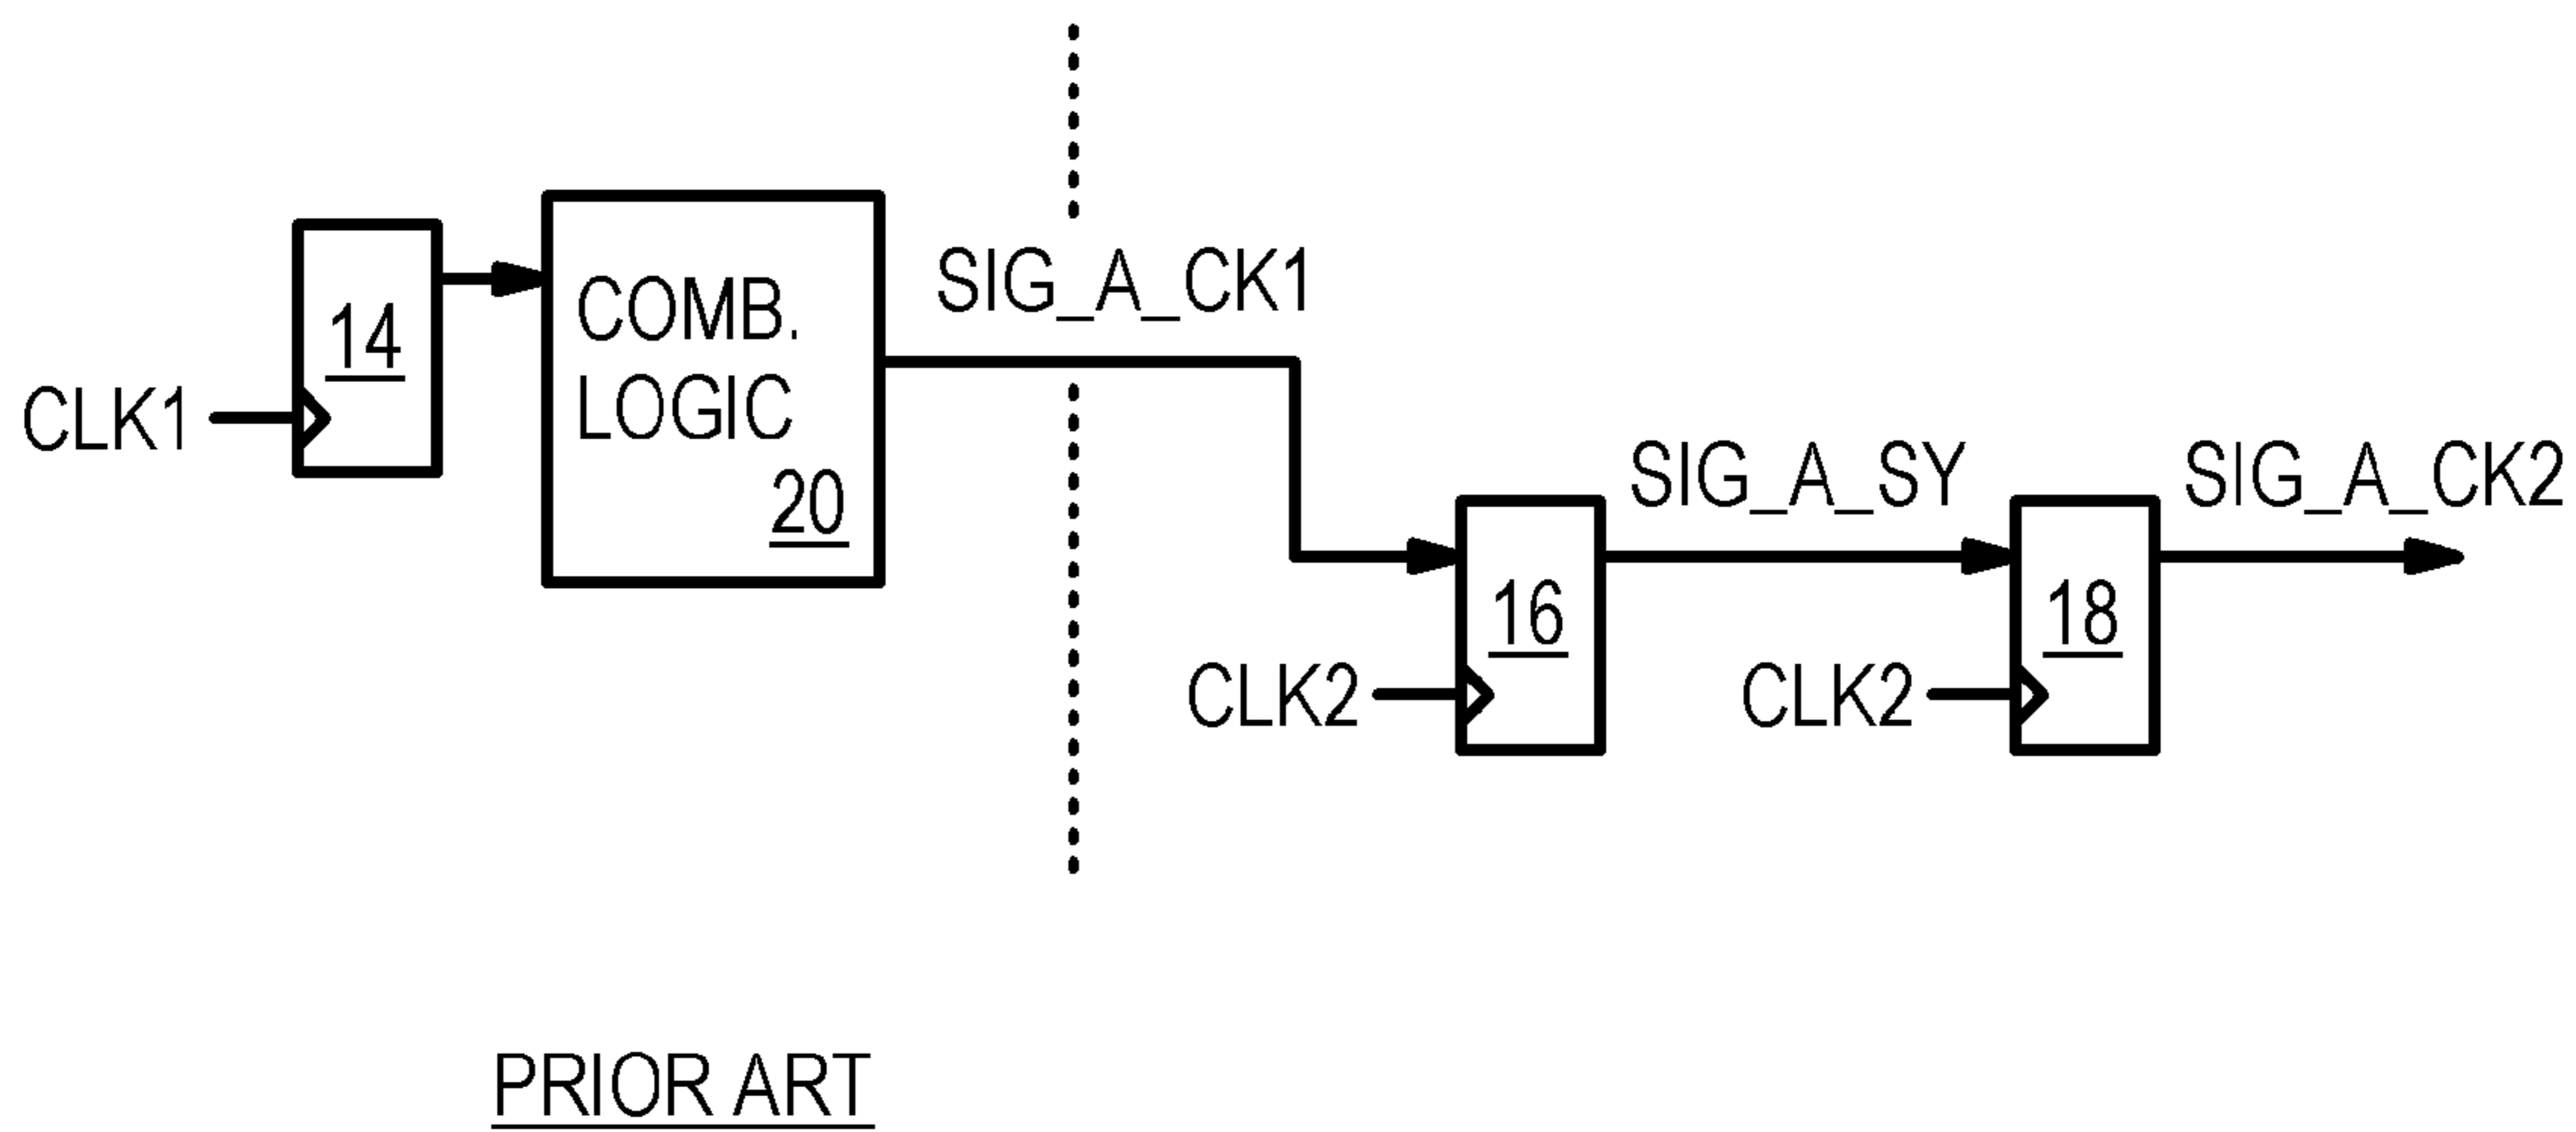 SIG_A_CK1
COMB.
LOGIC
20
14
CLK1
SIG_A_SY
SIG_A_CK2
16
18
CLK2
CLK2
PRIOR ART